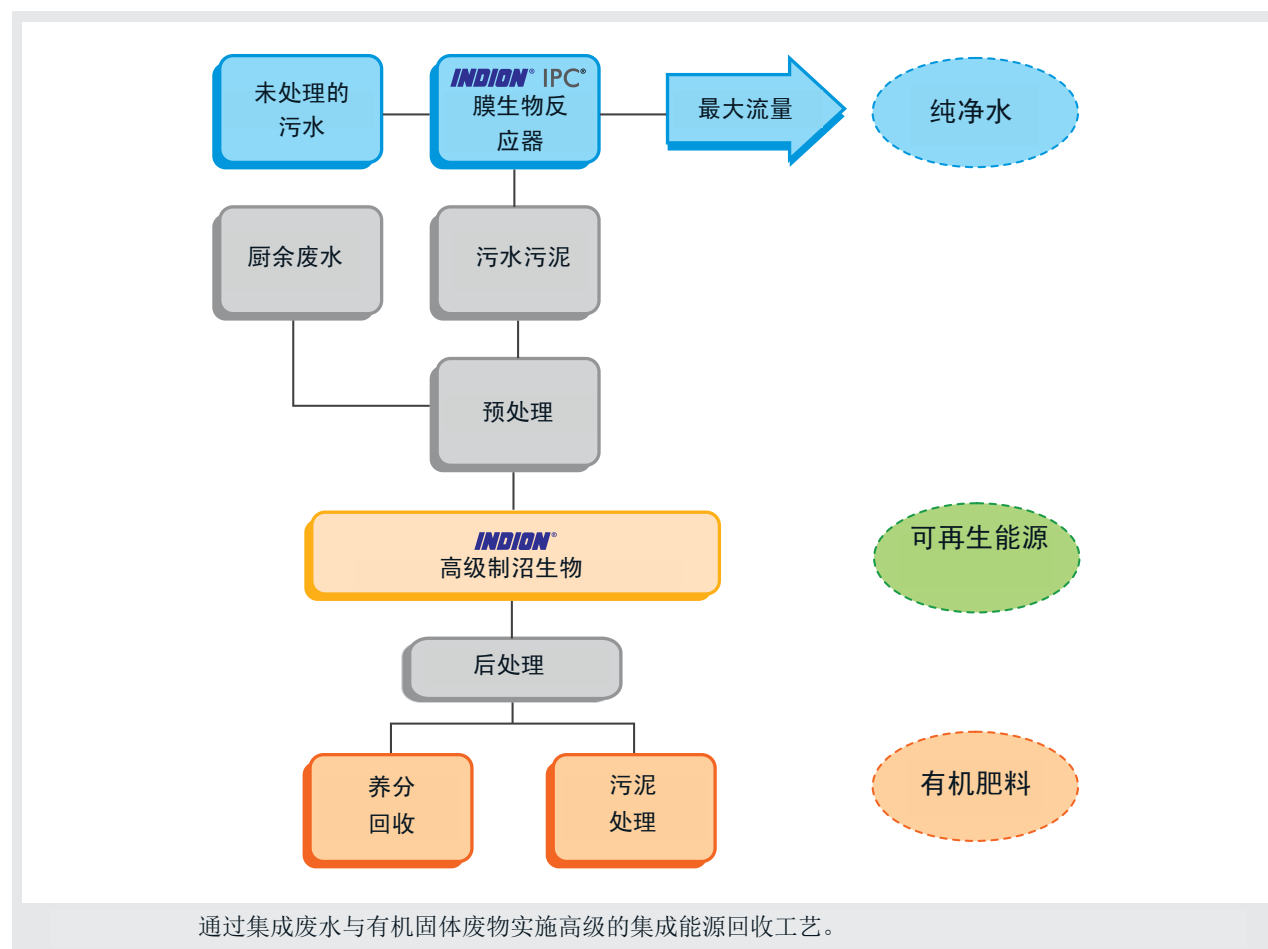 未处理的
污水
INDION® IPC®
膜生物反
应器
最大流量
纯净水
厨余废水
污水污泥
预处理
INDION®
高级制沼生物
可再生能源
后处理
养分
回收
污泥
处理
有机肥料
通过集成废水与有机固体废物实施高级的集成能源回收工艺。